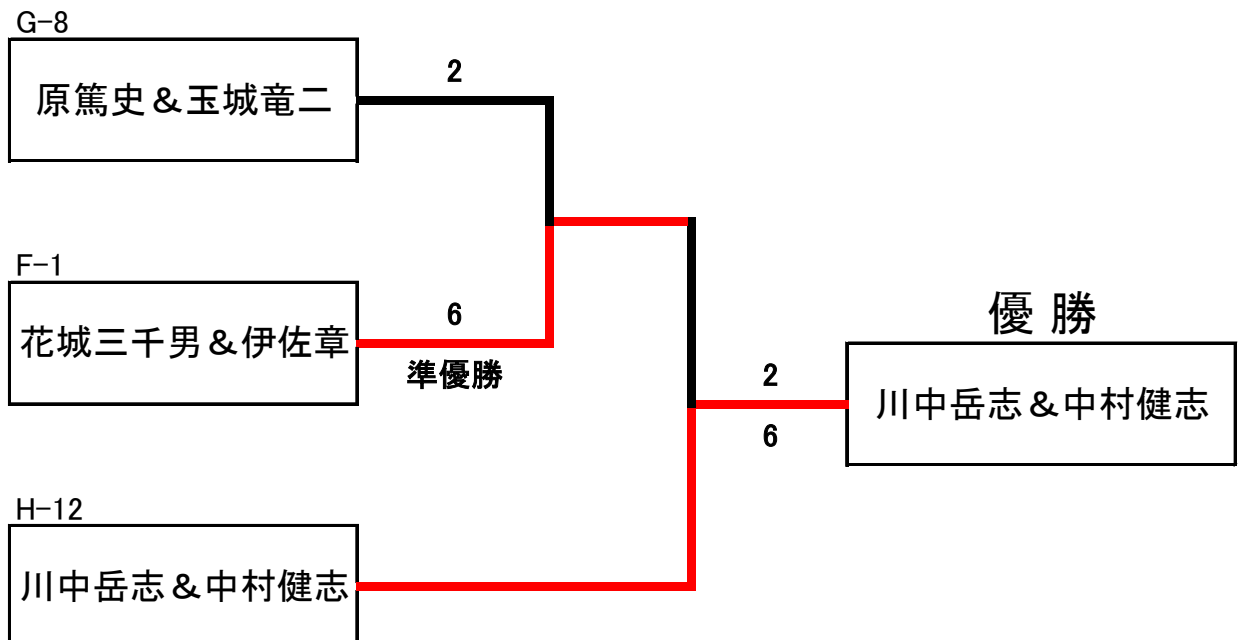 G-8
2
原篤史＆玉城竜二
F-1
6
花城三千男＆伊佐章
準優勝
優 勝
2
川中岳志＆中村健志
6
H-12
川中岳志＆中村健志